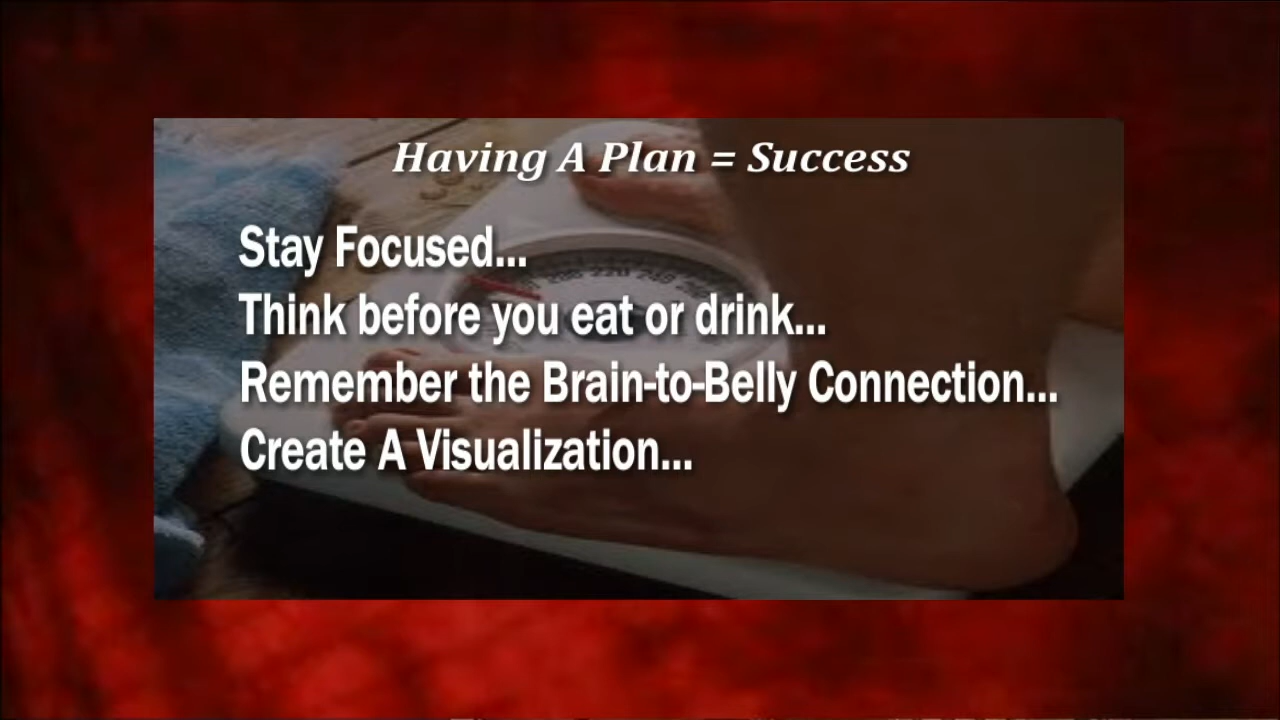 Having A Plan = Success
Stay Focused...
Think before you eat or drink...
Remember the Brain-to-Belly Connection...
Create A Visualization...